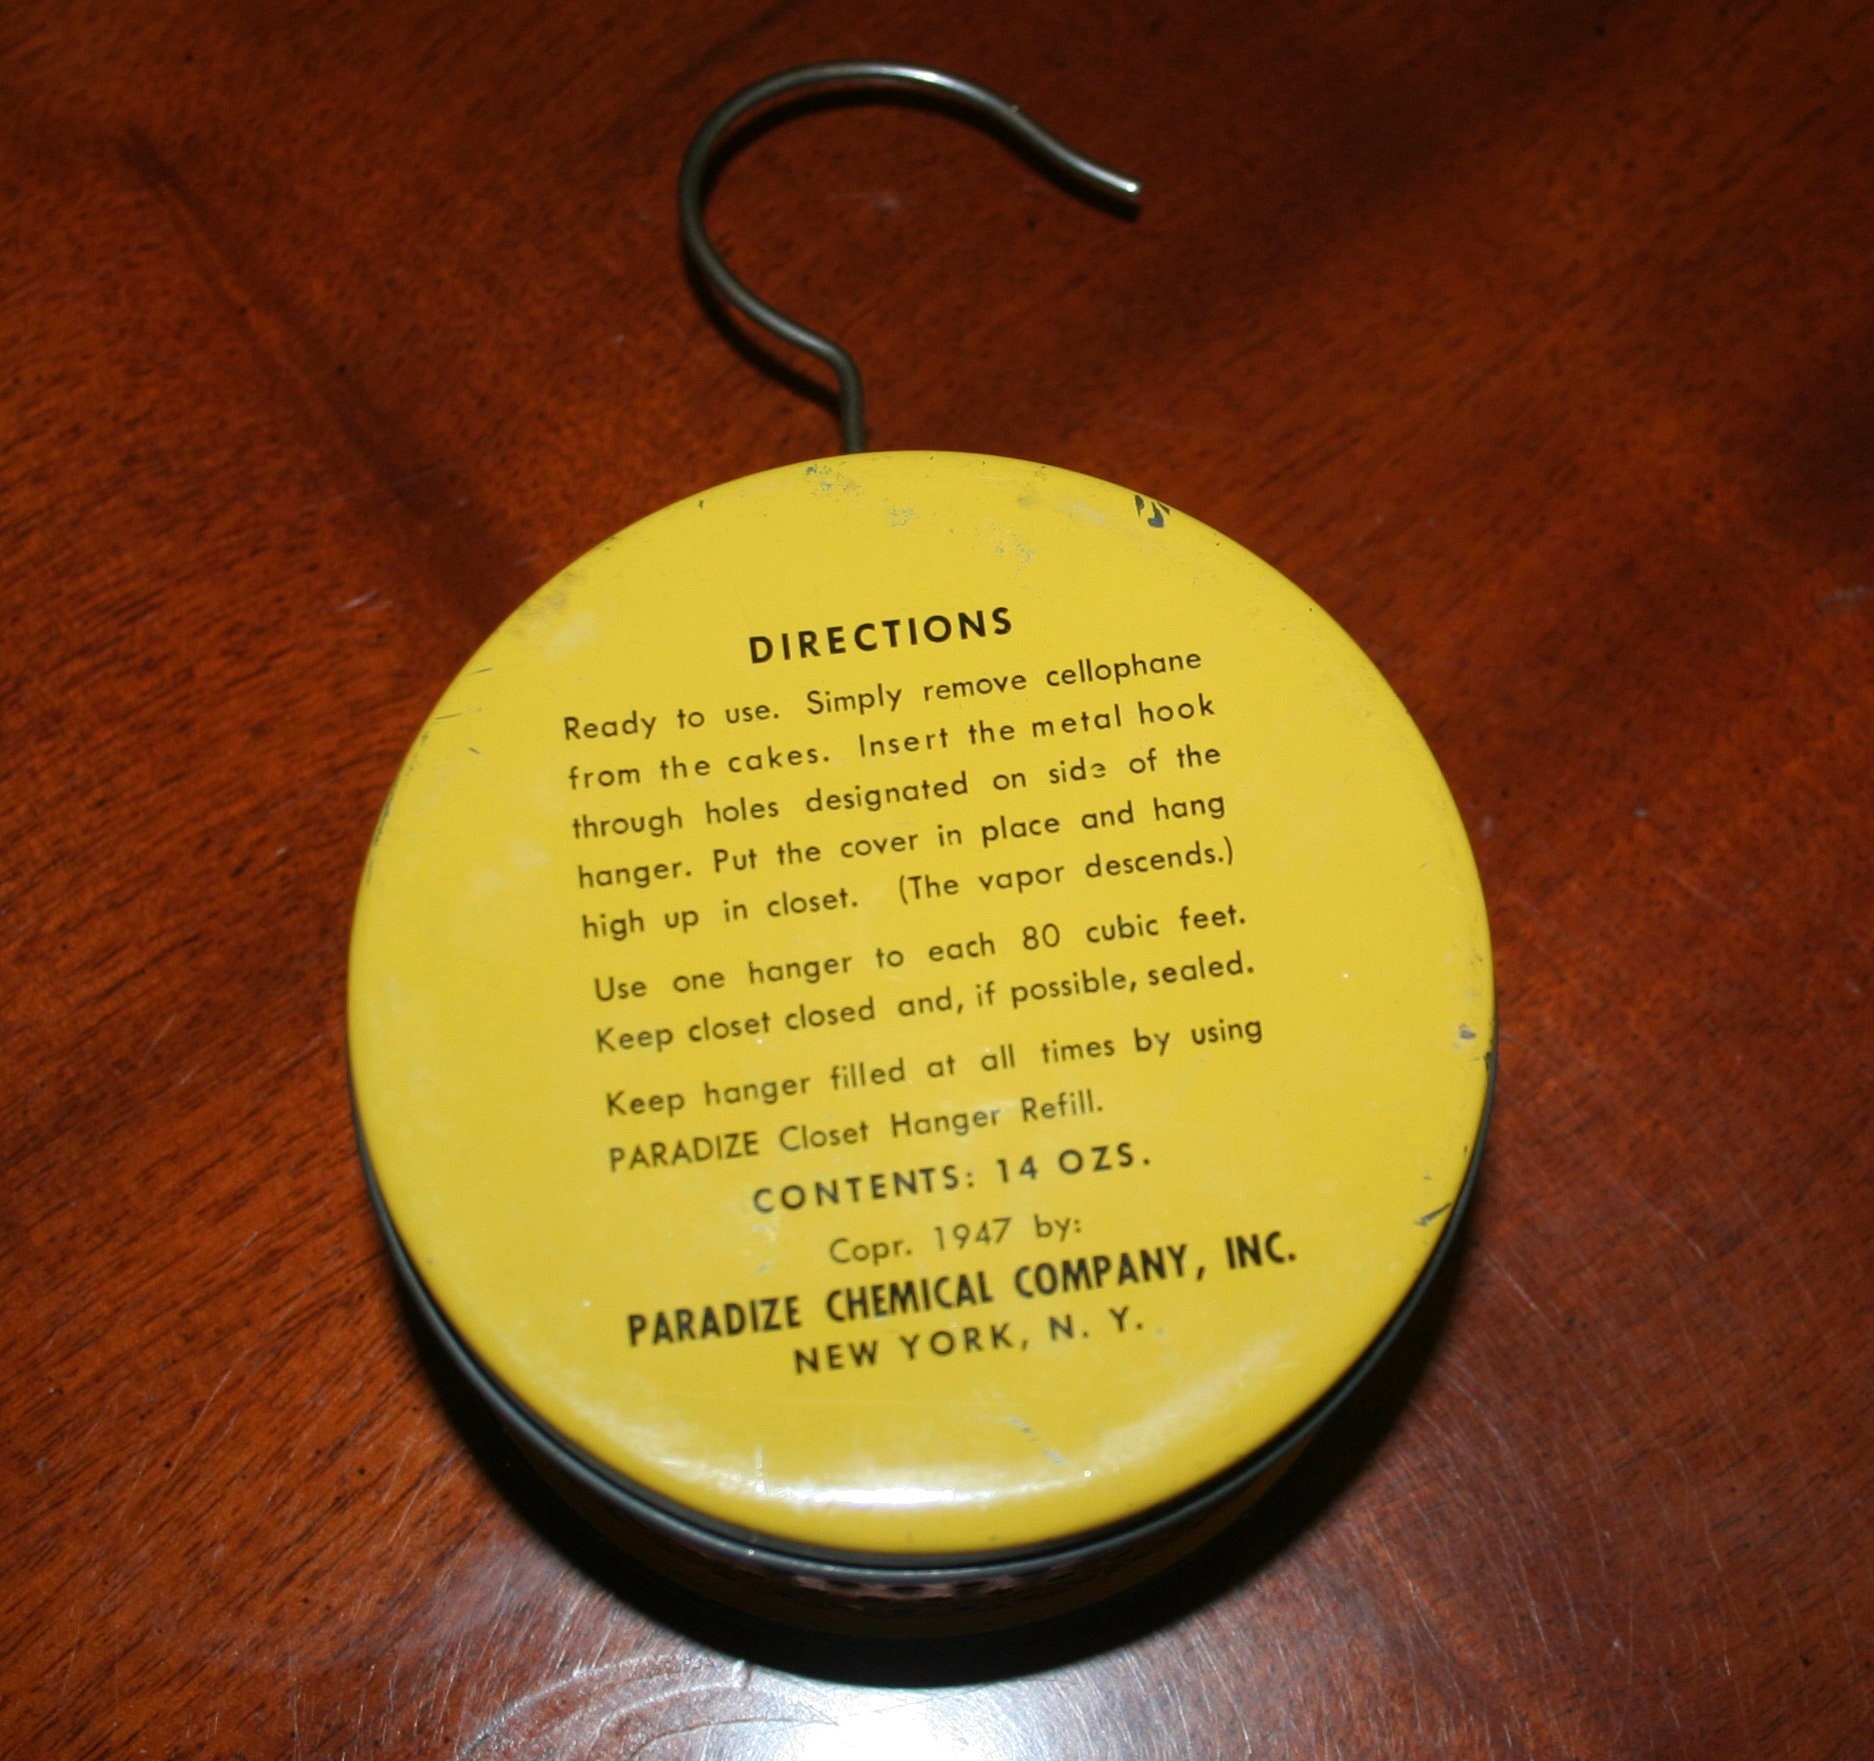 DIRECTIONS
Ready to use. Simply remove cellophane
from the cakes. Insert the metal hook
through holes designated on side of the
hanger. Put the cover in place and hang
high up in closet. (The vapor descends.)
Use one hanger to each 80 cubic feet.
Keep closet closed and, if possible, sealed.
Keep hanger filled at all times by using
PARADIZE Closet Hanger Refill.
CONTENTS: 14 OZS.
Copr. 1947 by:
PARADIZE CHEMICAL COMPANY, INC.
NEW YORK, N. Y.